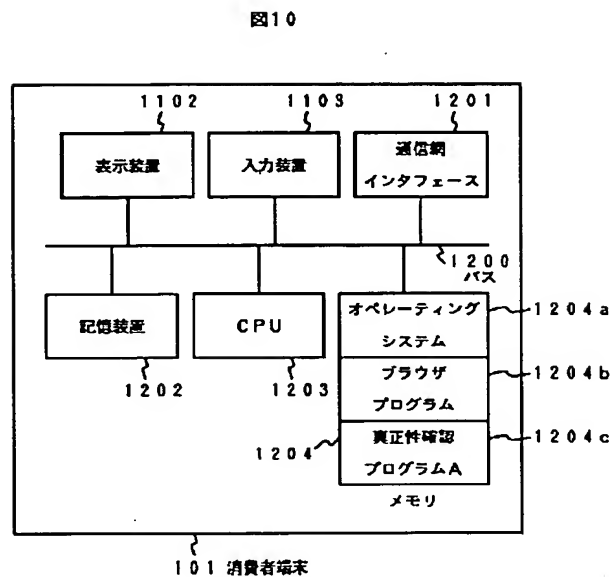 図10
1102
1103
1201
表示装置
入力装置
通信網
インタフェース
1200
バス
記憶装置
CPU
オペレーティング
システム
1204a
ブラウザ
プログラム
1204b
真正性確認
プログラムA
1204c
1202
1203
1204
メモリ
101 消費者端末